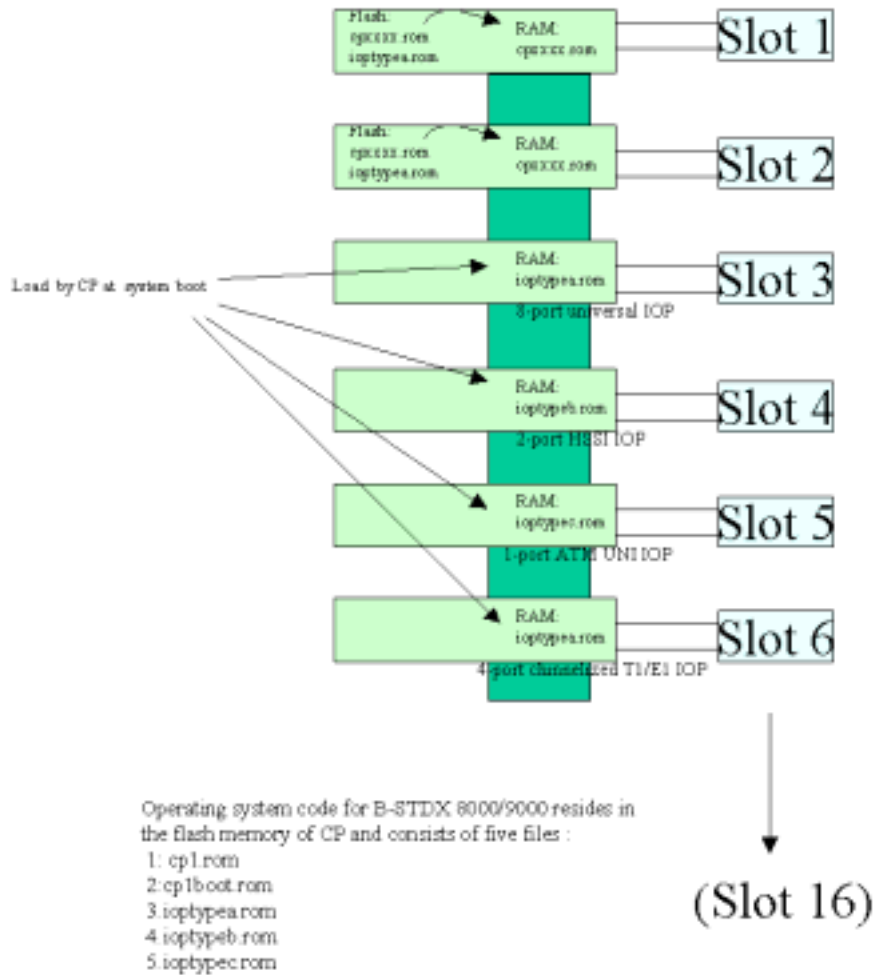 Flash:
cpxxxx.rom
ioptypea.rom
RAM:
cpxxxx.rom
Slot 1
Flash:
cpxxxx.rom
ioptypea.rom
RAM:
cpxxxx.rom
Slot 2
Load by CP at system boot
RAM:
ioptypea.rom
8-port universal IOP
Slot 3
RAM:
ioptypeb.rom
2-port HSSI IOP
Slot 4
RAM:
ioptypec.rom
1-port ATM UNI IOP
Slot 5
RAM:
ioptypea.rom
4-port channelized T1/E1 IOP
Slot 6
(Slot 16)
Operating system code for B-STDX 8000/9000 resides in
the flash memory of CP and consists of five files :
1: cp1.rom
2:cp1boot.rom
3.ioptypea.rom
4.ioptypeb.rom
5.ioptypec.rom